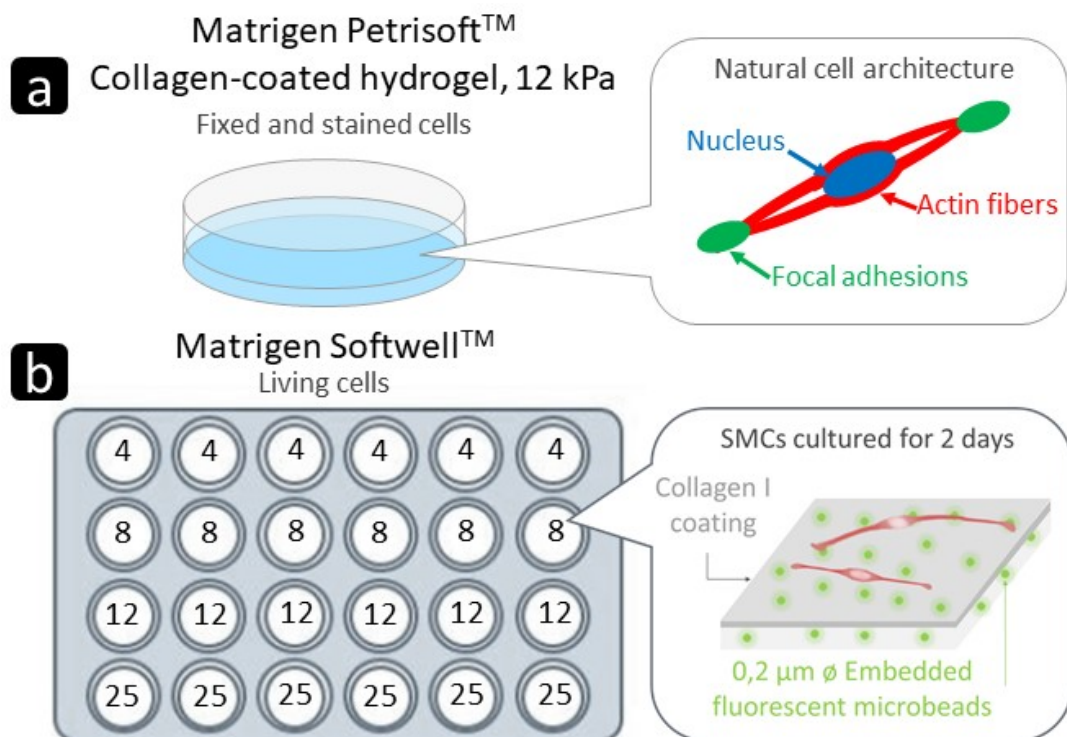 a
Matrigen Petrisoft™
Collagen-coated hydrogel, 12 kPa
Fixed and stained cells
Natural cell architecture
Nucleus
Actin fibers
Focal adhesions
b
Matrigen Softwell™
Living cells
4 4 4 4 4 4
8 8 8 8 8 8
12 12 12 12 12 12
25 25 25 25 25 25
SMCs cultured for 2 days
Collagen I
coating
0,2 µm ø Embedded
fluorescent microbeads